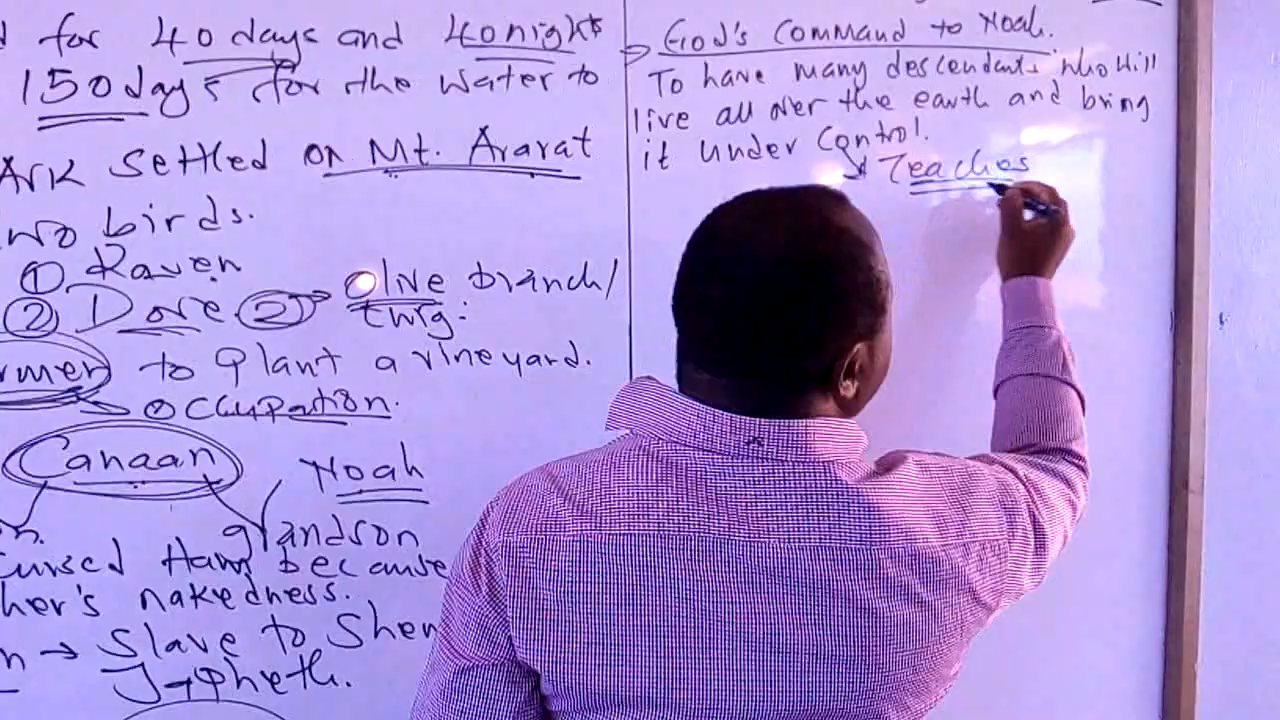 for 40 days and 40 nights
150 days for the water to
Ark settled on Mt. Ararat
two birds.
① Raven
② Dove ② → Olive branch/
twig.
to plant a vineyard.
→ Occupation.
Canaan Noah
grandson
cursed Ham because
nakedness.
→ Slave to Shem
Japheth.
God's Command to Noah.
To have many descendants who will
live all over the earth and bring
it under control.
→ Teaches